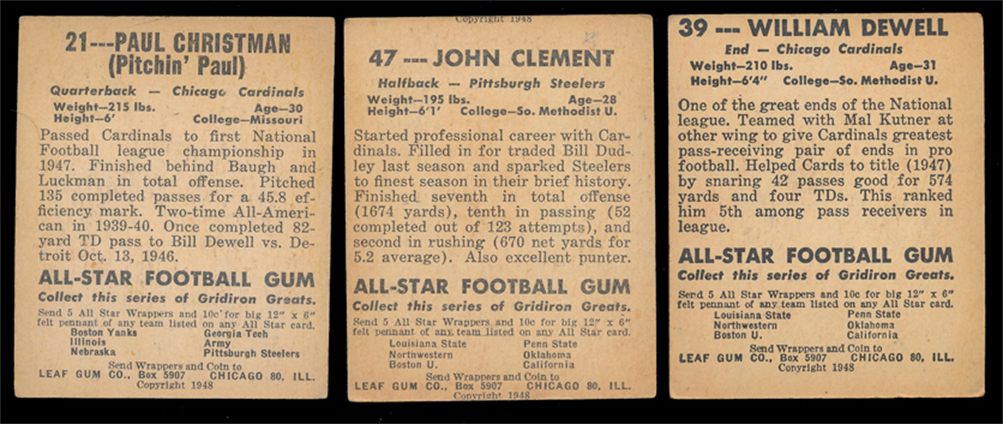 21---PAUL CHRISTMAN
(Pitchin' Paul)
Quarterback — Chicago Cardinals
Weight—215 lbs. Age—30
Height—6' College—Missouri
Passed Cardinals to first National
Football league championship in
1947. Finished behind Baugh and
Luckman in total offense. Pitched
135 completed passes for a 45.8 ef-
ficiency mark. Two-time All-Ameri-
can in 1939-40. Once completed 82-
yard TD pass to Bill Dewell vs. De-
troit Oct. 13, 1946.
ALL-STAR FOOTBALL GUM
Collect this series of Gridiron Greats.
Send 5 All Star Wrappers and 10c for big 12" x 6"
felt pennant of any team listed on any All Star card.
Boston Yanks Georgia Tech
Illinois Army
Nebraska Pittsburgh Steelers
Send Wrappers and Coin to
LEAF GUM CO., Box 5907 CHICAGO 80, ILL.
Copyright 1948
Copyright 1948
47 --- JOHN CLEMENT
Halfback — Pittsburgh Steelers
Weight—195 lbs. Age—28
Height—6'1' College—So. Methodist U.
Started professional career with Car-
dinals. Filled in for traded Bill Dud-
ley last season and sparked Steelers
to finest season in their brief history.
Finished seventh in total offense
(1674 yards), tenth in passing (52
completed out of 123 attempts), and
second in rushing (670 net yards for
5.2 average). Also excellent punter.
ALL-STAR FOOTBALL GUM
Collect this series of Gridiron Greats.
Send 5 All Star Wrappers and 10c for big 12" x 6"
felt pennant of any team listed on any All Star card.
Louisiana State Penn State
Northwestern Oklahoma
Boston U. California
Send Wrappers and Coin to
LEAF GUM CO., Box 5907 CHICAGO 80, ILL.
Copyright 1948
39 --- WILLIAM DEWELL
End — Chicago Cardinals
Weight—210 lbs. Age—31
Height—6'4" College—So. Methodist U.
One of the great ends of the National
league. Teamed with Mal Kutner at
other wing to give Cardinals greatest
pass-receiving pair of ends in pro
football. Helped Cards to title (1947)
by snaring 42 passes good for 574
yards and four TDs. This ranked
him 5th among pass receivers in
league.
ALL-STAR FOOTBALL GUM
Collect this series of Gridiron Greats.
Send 5 All Star Wrappers and 10c for big 12" x 6"
felt pennant of any team listed on any All Star card.
Louisiana State Penn State
Northwestern Oklahoma
Boston U. California
Send Wrappers and Coin to
LEAF GUM CO., Box 5907 CHICAGO 80, ILL.
Copyright 1948